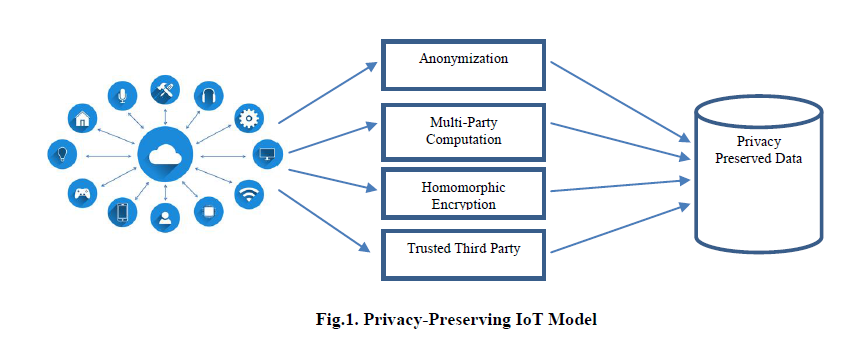 Anonymization
Multi-Party
Computation
Homomorphic
Encryption
Trusted Third Party
Privacy
Preserved Data
Fig.1. Privacy-Preserving IoT Model